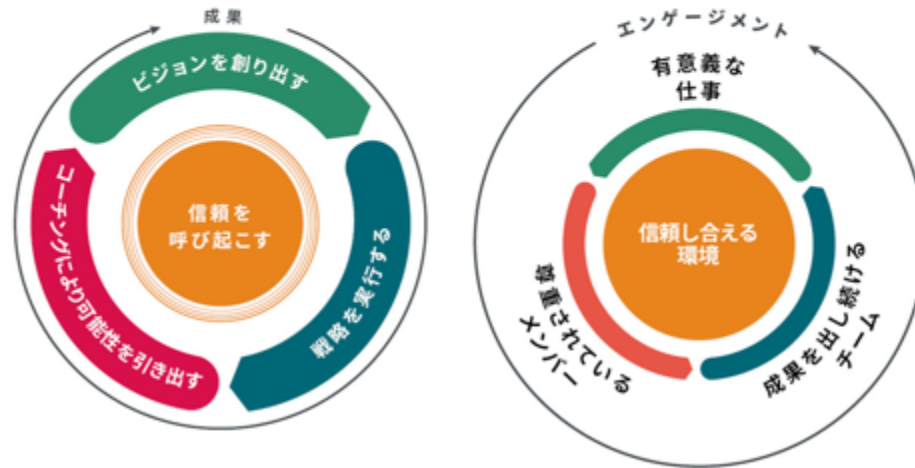 成果
ビジョンを創り出す
戦略を実行する
コーチングにより可能性を引き出す
信頼を
呼び起こす
エンゲージメント
有意義な
仕事
成果を出し続ける
チーム
尊重されている
メンバー
信頼し合える
環境